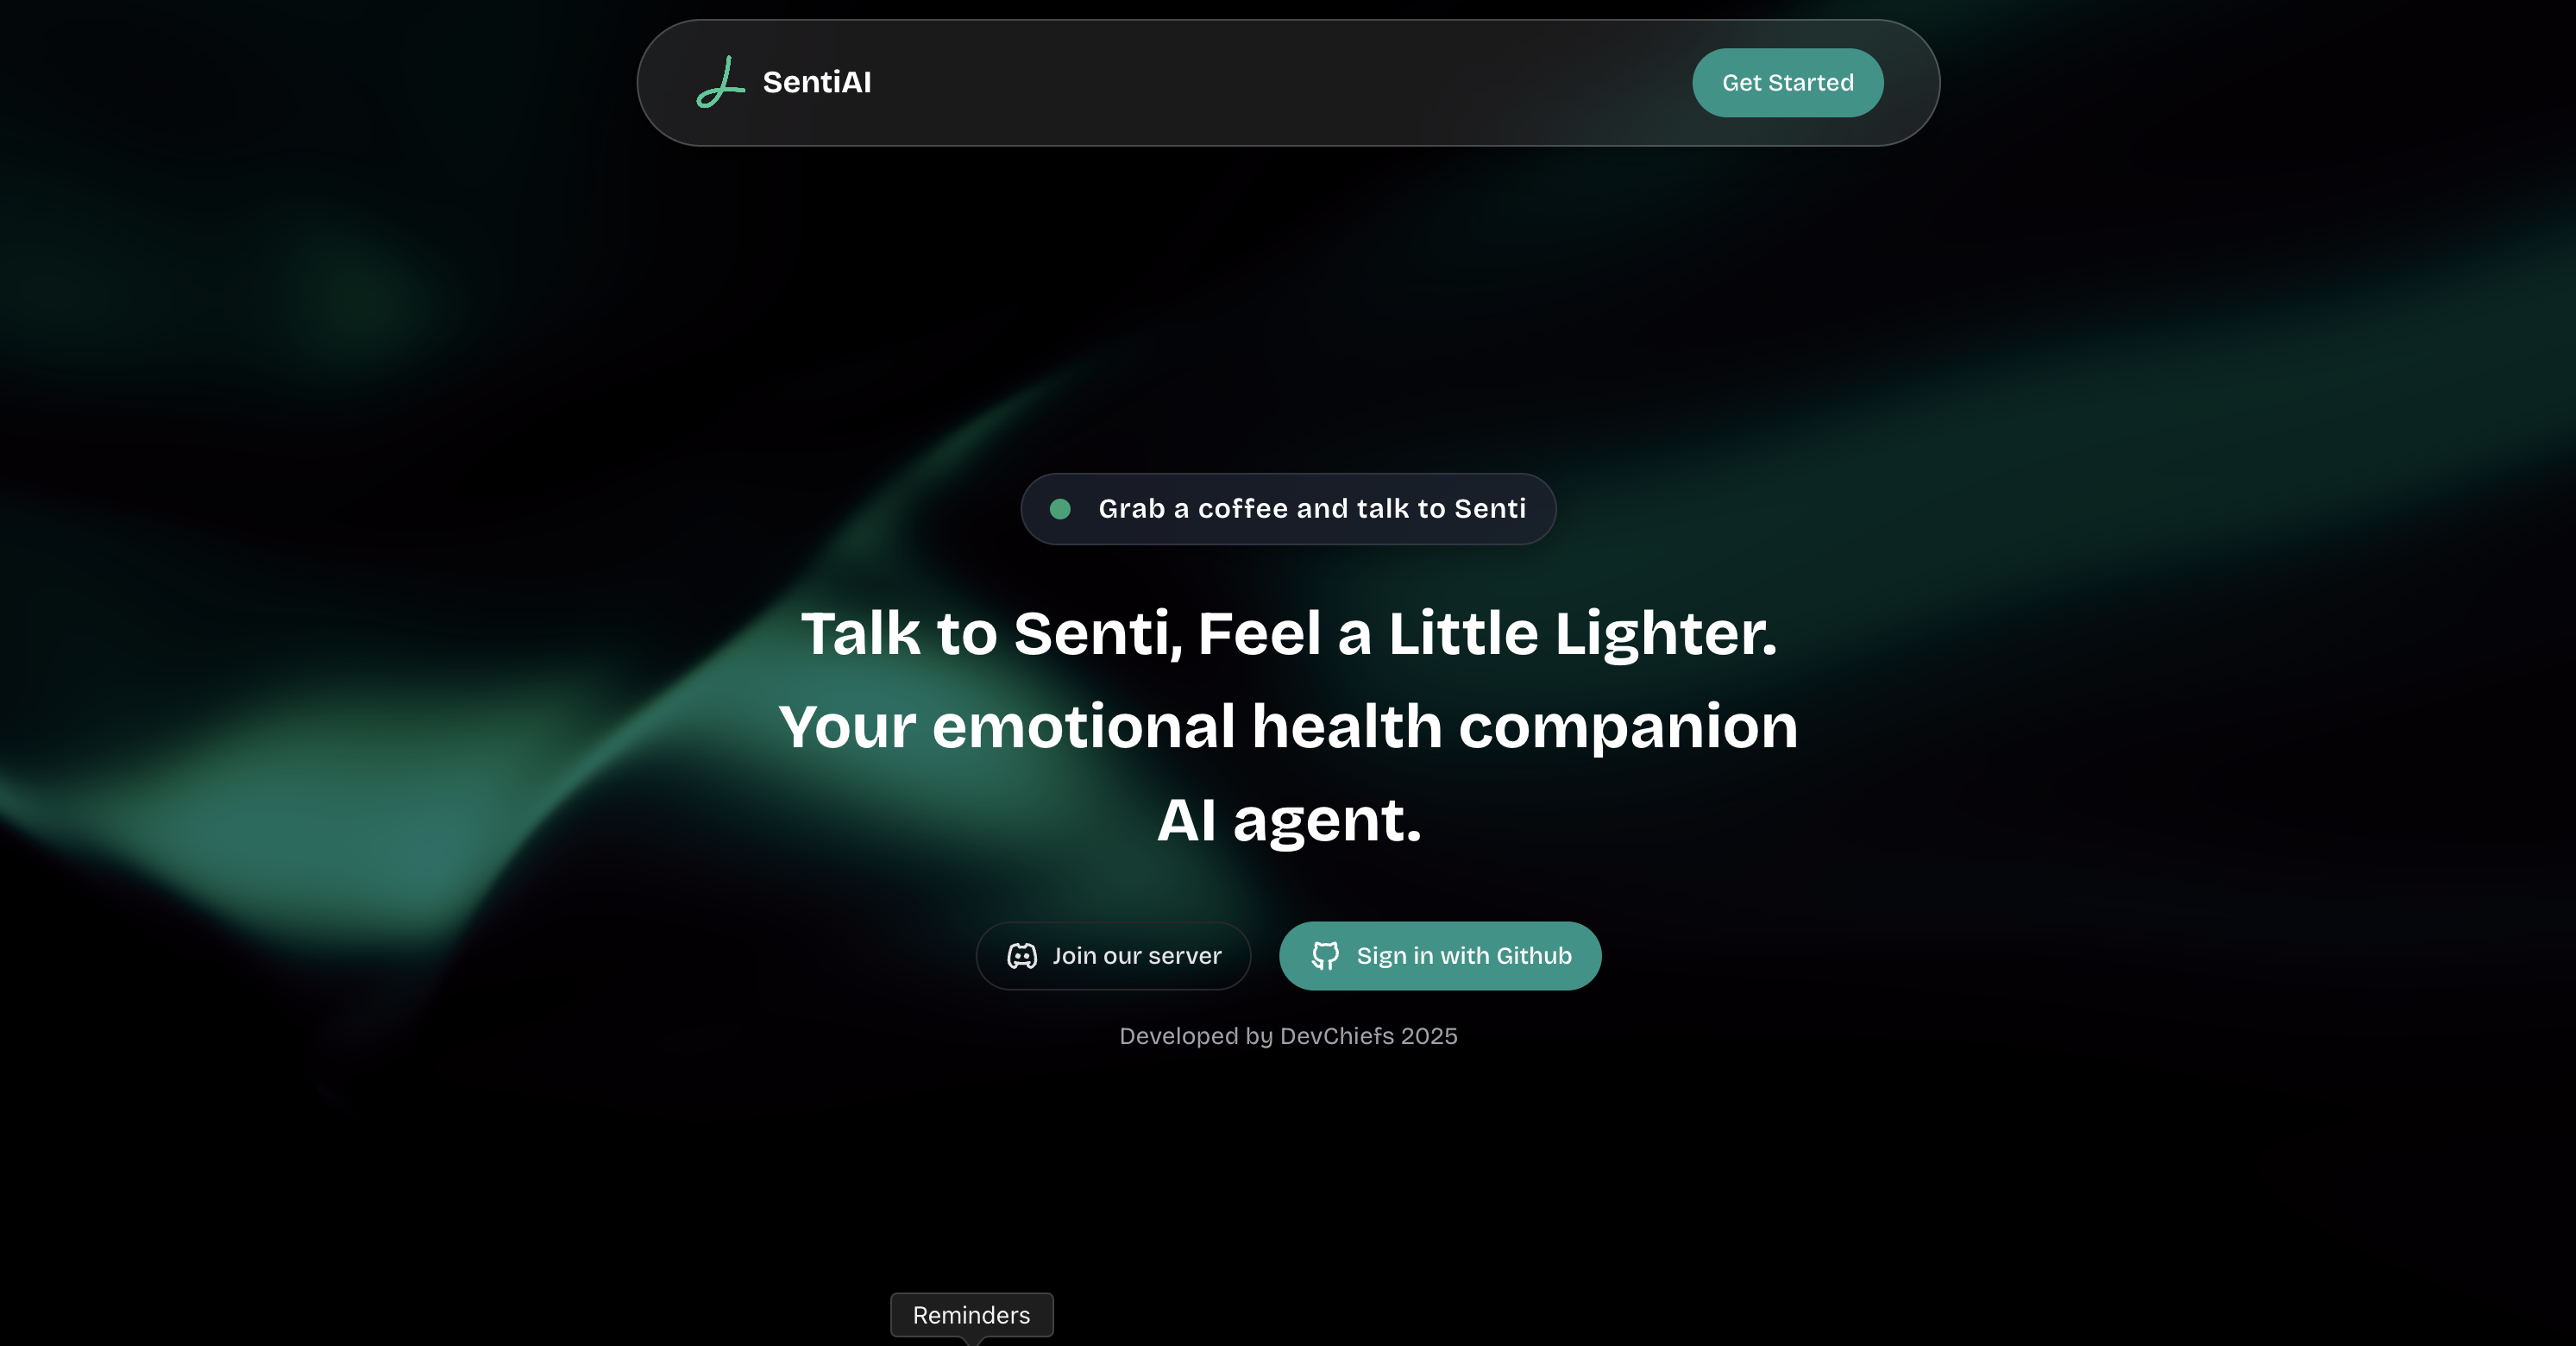 SentiAI
Get Started
Grab a coffee and talk to Senti
Talk to Senti, Feel a Little Lighter.
Your emotional health companion
AI agent.
Join our server
Sign in with Github
Developed by DevChiefs 2025
Reminders